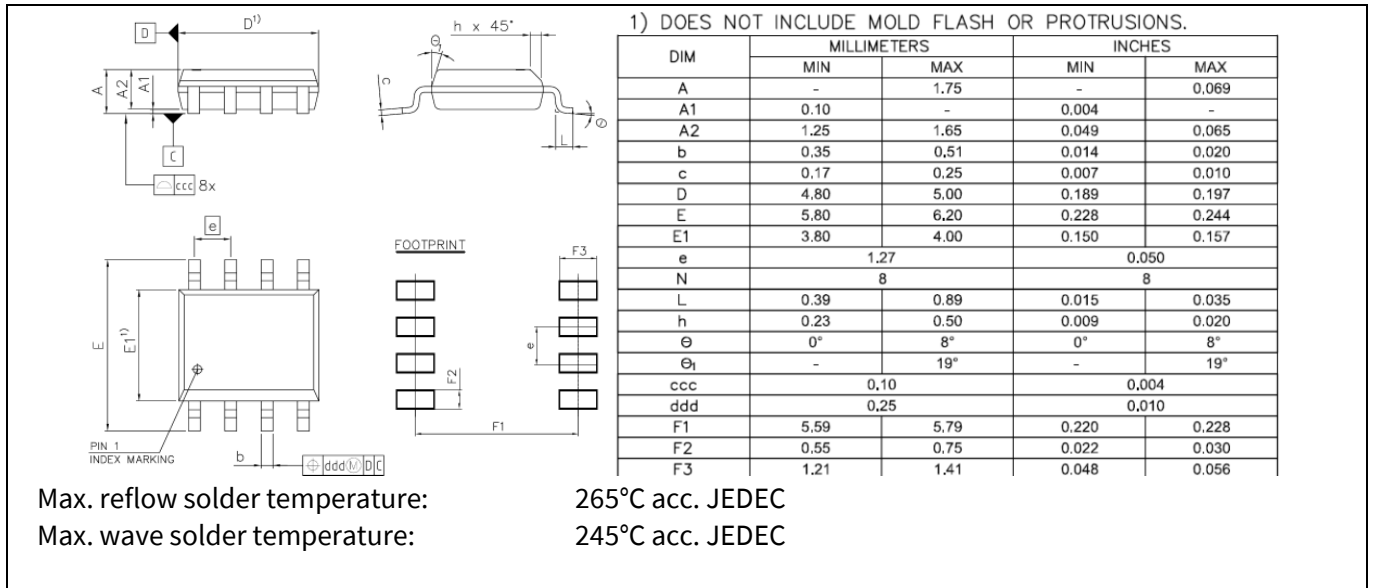 1) DOES NOT INCLUDE MOLD FLASH OR PROTRUSIONS.
D
D1)
h x 45°
Θ1
c
A
A2
A1
Θ
L
C
ccc 8x
e
FOOTPRINT
F3
E
E11)
e
F2
F1
PIN 1
INDEX MARKING
b
ddd M D C
DIM MILLIMETERS INCHES
MIN MAX MIN MAX
A - 1.75 - 0.069
A1 0.10 - 0.004 -
A2 1.25 1.65 0.049 0.065
b 0.35 0.51 0.014 0.020
c 0.17 0.25 0.007 0.010
D 4.80 5.00 0.189 0.197
E 5.80 6.20 0.228 0.244
E1 3.80 4.00 0.150 0.157
e 1.27 0.050
N 8 8
L 0.39 0.89 0.015 0.035
h 0.23 0.50 0.009 0.020
Θ 0° 8° 0° 8°
Θ1 - 19° - 19°
ccc 0.10 0.004
ddd 0.25 0.010
F1 5.59 5.79 0.220 0.228
F2 0.55 0.75 0.022 0.030
F3 1.21 1.41 0.048 0.056
Max. reflow solder temperature: 265°C acc. JEDEC
Max. wave solder temperature: 245°C acc. JEDEC